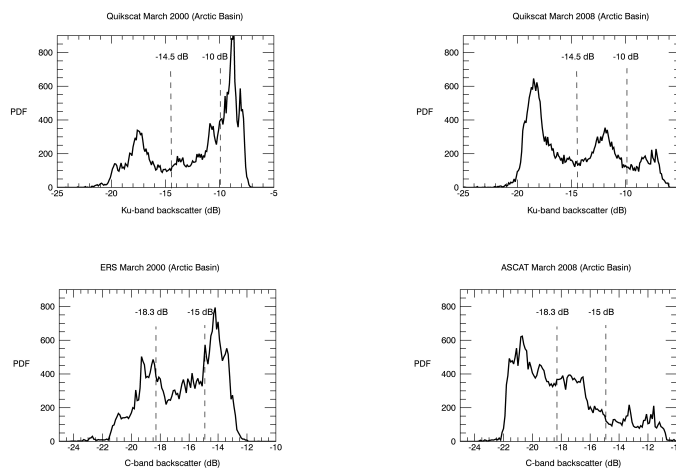 Quikscat March 2000 (Arctic Basin)
800
600
400
200
0
PDF
-14.5 dB
-10 dB
-25
-20
-15
-10
-5
Ku-band backscatter (dB)
Quikscat March 2008 (Arctic Basin)
800
600
400
200
0
PDF
-14.5 dB
-10 dB
-25
-20
-15
-10
Ku-band backscatter (dB)
ERS March 2000 (Arctic Basin)
800
600
400
200
0
PDF
-18.3 dB
-15 dB
-24
-22
-20
-18
-16
-14
-12
-10
C-band backscatter (dB)
ASCAT March 2008 (Arctic Basin)
800
600
400
200
0
PDF
-18.3 dB
-15 dB
-24
-22
-20
-18
-16
-14
-12
C-band backscatter (dB)